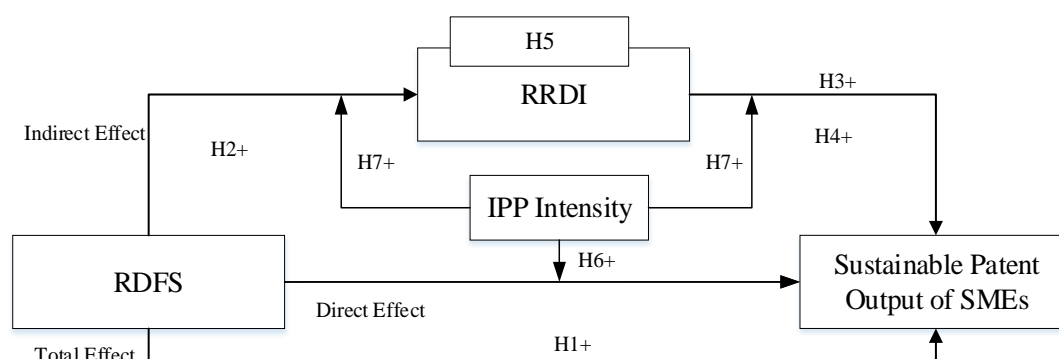 H5
RRDI
H3+
Indirect Effect
H2+
H7+
H7+
H4+
IPP Intensity
H6+
RDFS
Sustainable Patent
Output of SMEs
Direct Effect
H1+
Total Effect